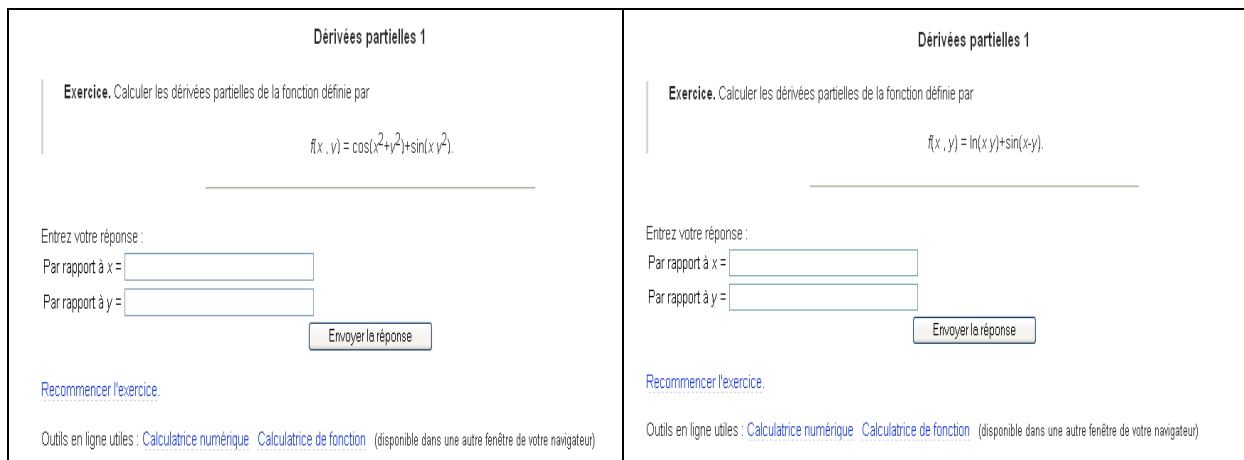 Dérivées partielles 1
Exercice. Calculer les dérivées partielles de la fonction définie par
f(x , y) = cos(x²+y²)+sin(x y²).
Entrez votre réponse :
Par rapport à x =
Par rapport à y =
Envoyer la réponse
Recommencer l'exercice.
Outils en ligne utiles : Calculatrice numérique Calculatrice de fonction (disponible dans une autre fenêtre de votre navigateur)
Dérivées partielles 1
Exercice. Calculer les dérivées partielles de la fonction définie par
f(x , y) = ln(x y)+sin(x-y).
Entrez votre réponse :
Par rapport à x =
Par rapport à y =
Envoyer la réponse
Recommencer l'exercice.
Outils en ligne utiles : Calculatrice numérique Calculatrice de fonction (disponible dans une autre fenêtre de votre navigateur)